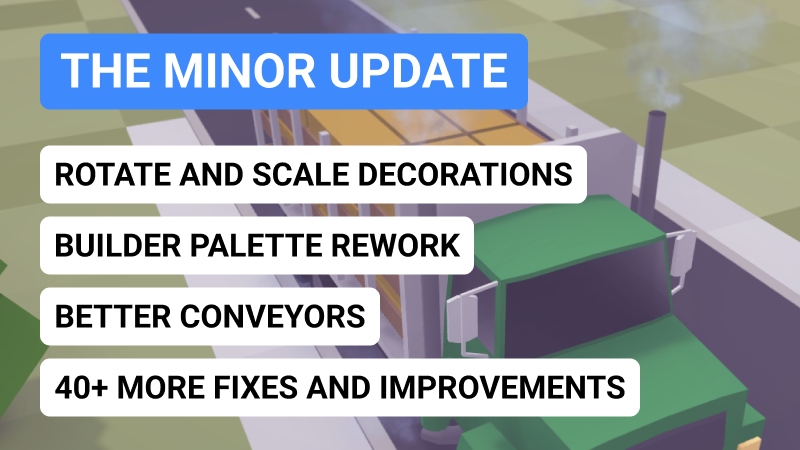 THE MINOR UPDATE
ROTATE AND SCALE DECORATIONS
BUILDER PALETTE REWORK
BETTER CONVEYORS
40+ MORE FIXES AND IMPROVEMENTS